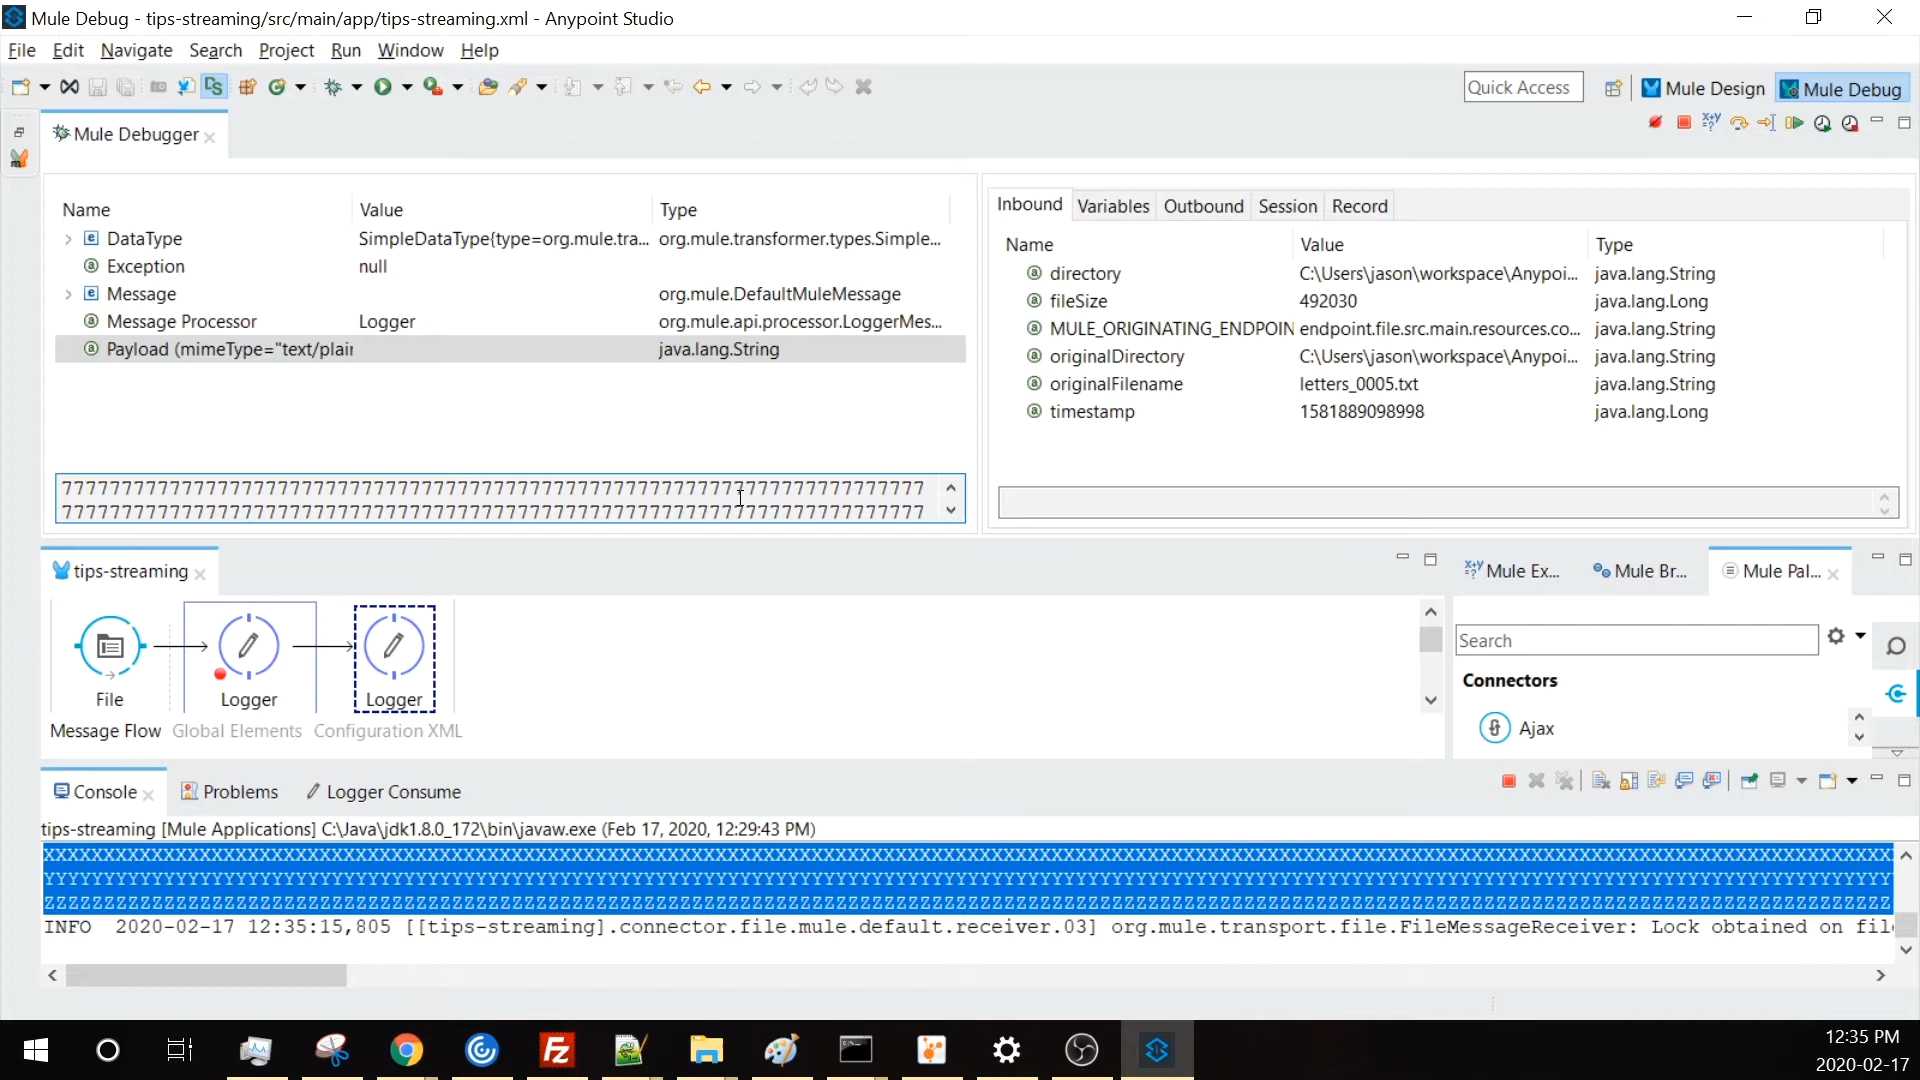 Mule Debug - tips-streaming/src/main/app/tips-streaming.xml - Anypoint Studio
File Edit Navigate Search Project Run Window Help
Quick Access Mule Design Mule Debug
Mule Debugger
Name Value Type
DataType SimpleDataType{type=org.mule.tra... org.mule.transformer.types.Simple...
Exception null
Message org.mule.DefaultMuleMessage
Message Processor Logger org.mule.api.processor.LoggerMes...
Payload (mimeType="text/plain java.lang.String
Inbound Variables Outbound Session Record
Name Value Type
directory C:\Users\jason\workspace\Anypoi... java.lang.String
fileSize 492030 java.lang.Long
MULE_ORIGINATING_ENDPOIN endpoint.file.src.main.resources.co... java.lang.String
originalDirectory C:\Users\jason\workspace\Anypoi... java.lang.String
originalFilename letters_0005.txt java.lang.String
timestamp 1581889098998 java.lang.Long
tips-streaming
File Logger Logger
Message Flow Global Elements Configuration XML
Mule Ex... Mule Br... Mule Pal...
Search
Connectors
Ajax
Console Problems Logger Consume
tips-streaming [Mule Applications] C:\Java\jdk1.8.0_172\bin\javaw.exe (Feb 17, 2020, 12:29:43 PM)
INFO 2020-02-17 12:35:15,805 [[tips-streaming].connector.file.mule.default.receiver.03] org.mule.transport.file.FileMessageReceiver: Lock obtained on fil
12:35 PM
2020-02-17